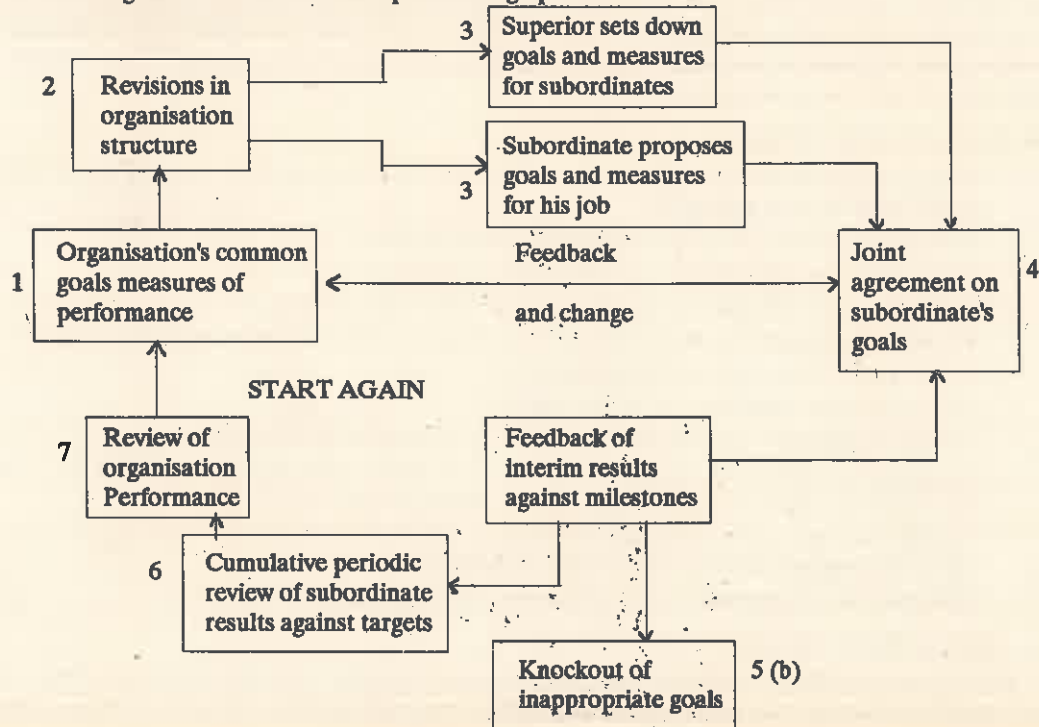 3
Superior sets down
goals and measures
for subordinates
2
Revisions in
organisation
structure
3
Subordinate proposes
goals and measures
for his job
1
Organisation's common
goals measures of
performance
Feedback
and change
Joint
agreement on
subordinate's
goals
4
START AGAIN
7
Review of
organisation
Performance
Feedback of
interim results
against milestones
6
Cumulative periodic
review of subordinate
results against targets
Knockout of
inappropriate goals
5 (b)